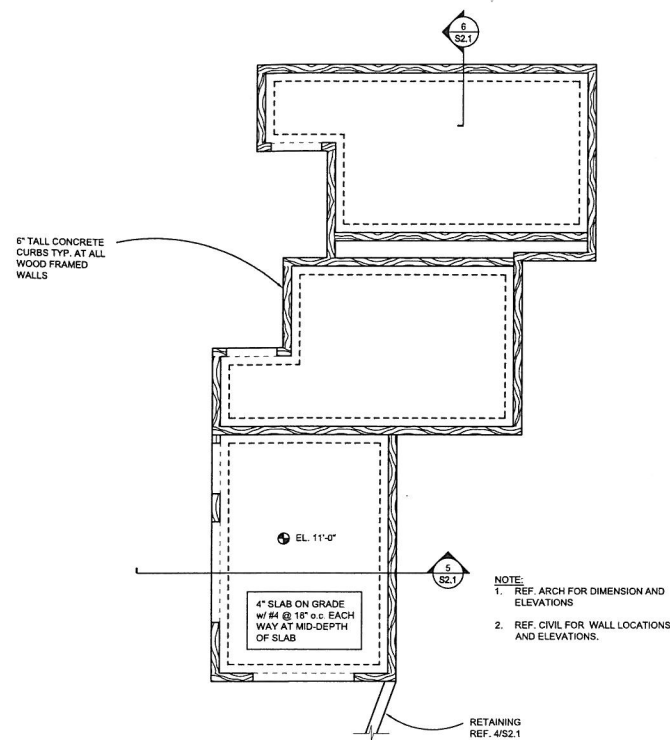 6
S2.1
6" TALL CONCRETE
CURBS TYP. AT ALL
WOOD FRAMED
WALLS
EL. 11'-0"
5
S2.1
4" SLAB ON GRADE
w/ #4 @ 18" o.c. EACH
WAY AT MID-DEPTH
OF SLAB
NOTE:
1. REF. ARCH FOR DIMENSION AND
ELEVATIONS
2. REF. CIVIL FOR WALL LOCATIONS
AND ELEVATIONS.
RETAINING
REF. 4/S2.1